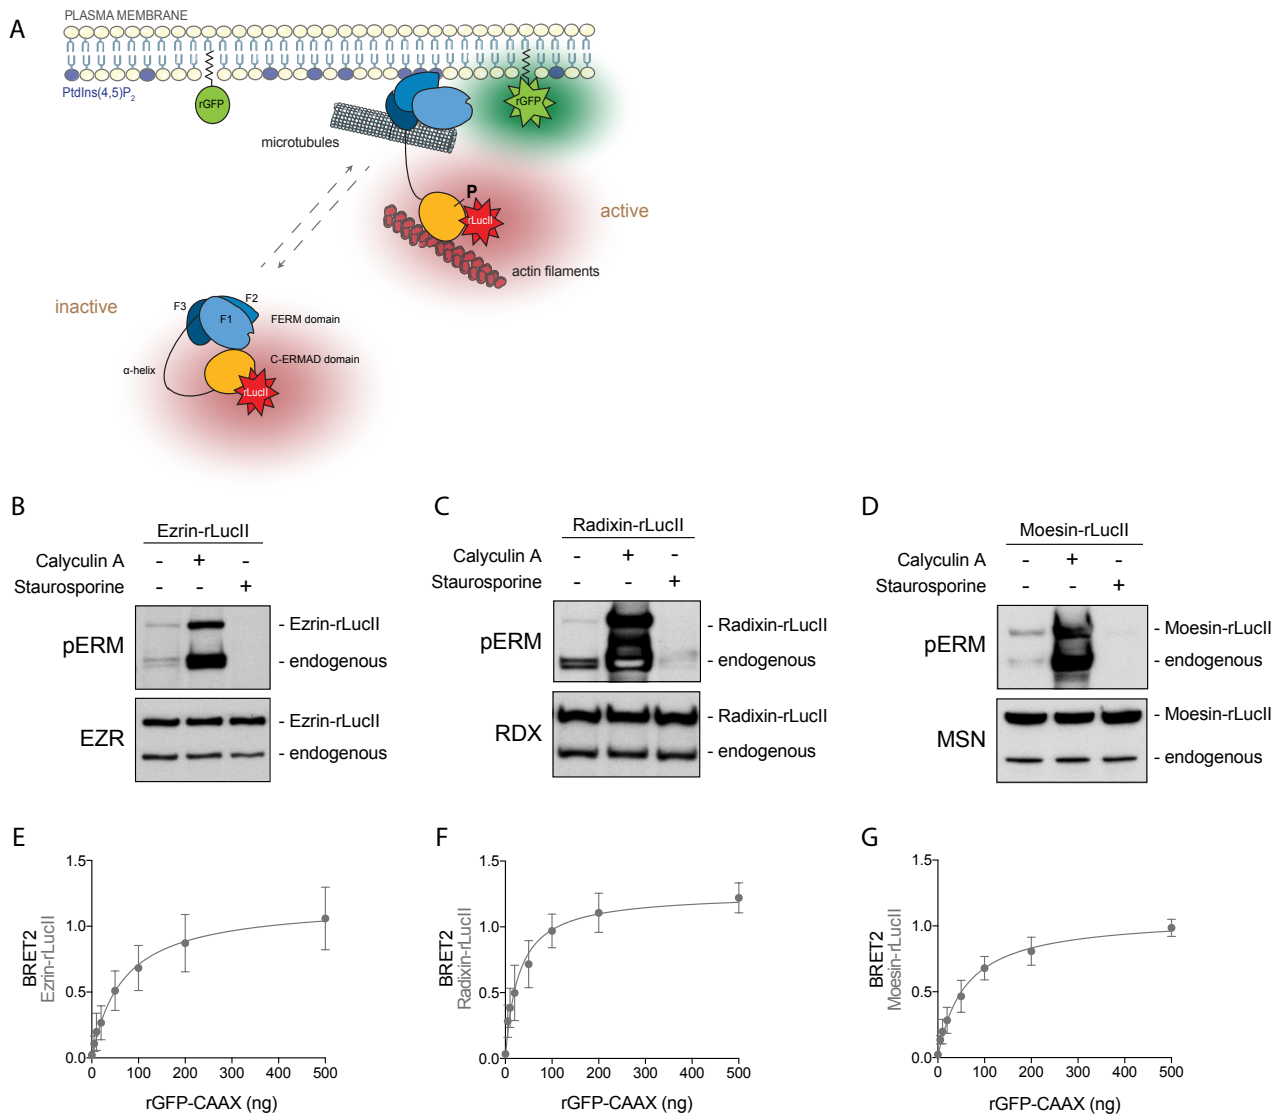 A
PLASMA MEMBRANE
PtdIns(4,5)P2
rGFP
rGFP
microtubules
P
rLucII
active
actin filaments
inactive
F3
F2
F1
FERM domain
C-ERMAD domain
α-helix
rLucII
B
Ezrin-rLucII
Calyculin A - + -
Staurosporine - - +
pERM
- Ezrin-rLucII
- endogenous
EZR
- Ezrin-rLucII
- endogenous
C
Radixin-rLucII
Calyculin A - + -
Staurosporine - - +
pERM
- Radixin-rLucII
- endogenous
RDX
- Radixin-rLucII
- endogenous
D
Moesin-rLucII
Calyculin A - + -
Staurosporine - - +
pERM
- Moesin-rLucII
- endogenous
MSN
- Moesin-rLucII
- endogenous
E
BRET2
Ezrin-rLucII
1.5
1.0
0.5
0.0
0 100 200 300 400 500
rGFP-CAAX (ng)
F
BRET2
Radixin-rLucII
1.5
1.0
0.5
0.0
0 100 200 300 400 500
rGFP-CAAX (ng)
G
BRET2
Moesin-rLucII
1.5
1.0
0.5
0.0
0 100 200 300 400 500
rGFP-CAAX (ng)